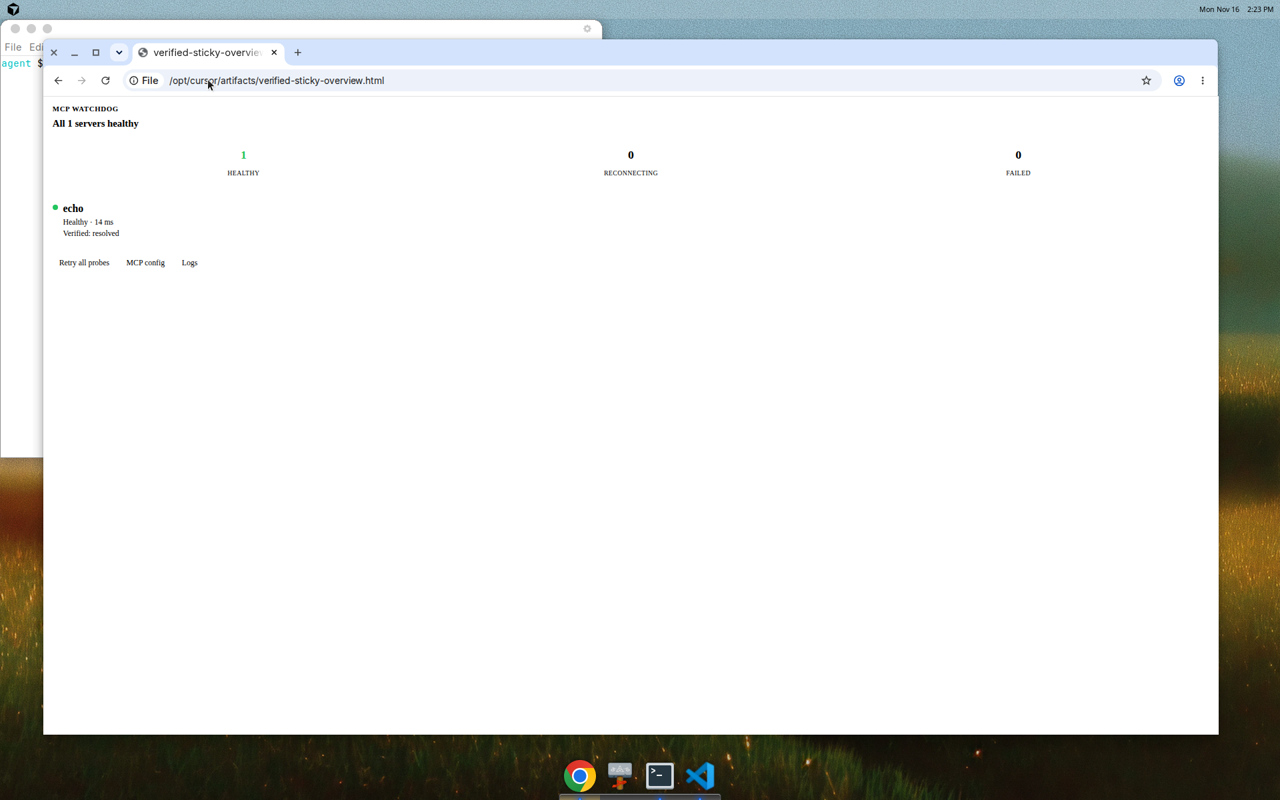 Mon Nov 16 2:23 PM
File Edi
agent $
verified-sticky-overvie
File /opt/cursor/artifacts/verified-sticky-overview.html
MCP WATCHDOG
All 1 servers healthy
1 0 0
HEALTHY RECONNECTING FAILED
echo
Healthy · 14 ms
Verified: resolved
Retry all probes MCP config Logs